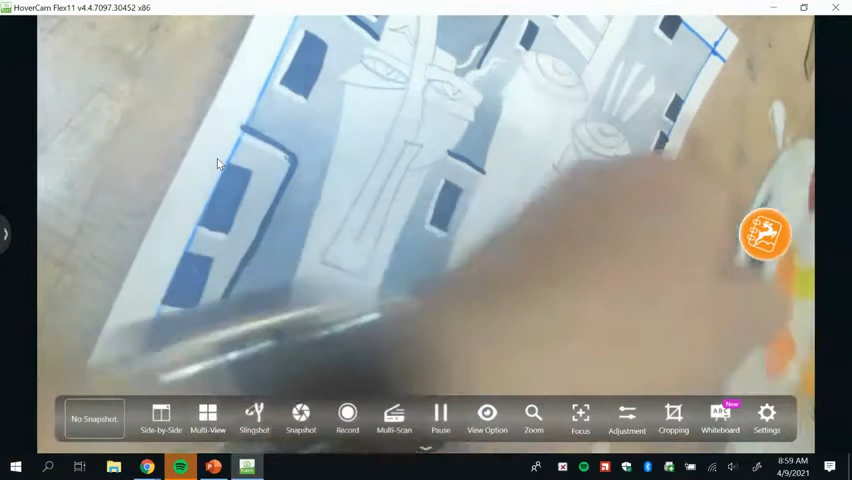 HoverCam Flex11 v4.4.7097.30452 x86
No Snapshot.
Side-by-Side
Multi-View
Slingshot
Snapshot
Record
Multi-Scan
Pause
View Option
Zoom
Focus
Adjustment
Cropping
New
ABC
Whiteboard
Settings
8:59 AM
4/9/2021